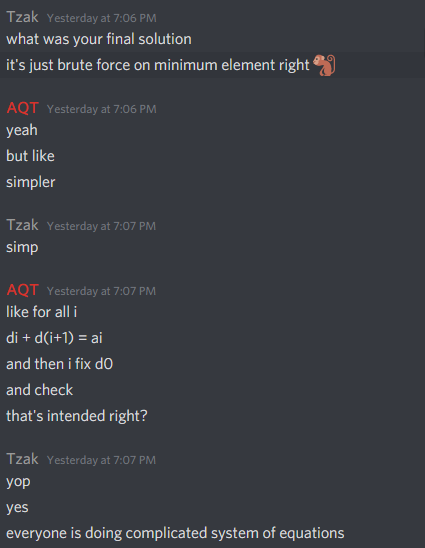 Tzak Yesterday at 7:06 PM
what was your final solution
it's just brute force on minimum element right
AQT Yesterday at 7:06 PM
yeah
but like
simpler
Tzak Yesterday at 7:07 PM
simp
AQT Yesterday at 7:07 PM
like for all i
di + d(i+1) = ai
and then i fix d0
and check
that's intended right?
Tzak Yesterday at 7:07 PM
yop
yes
everyone is doing complicated system of equations